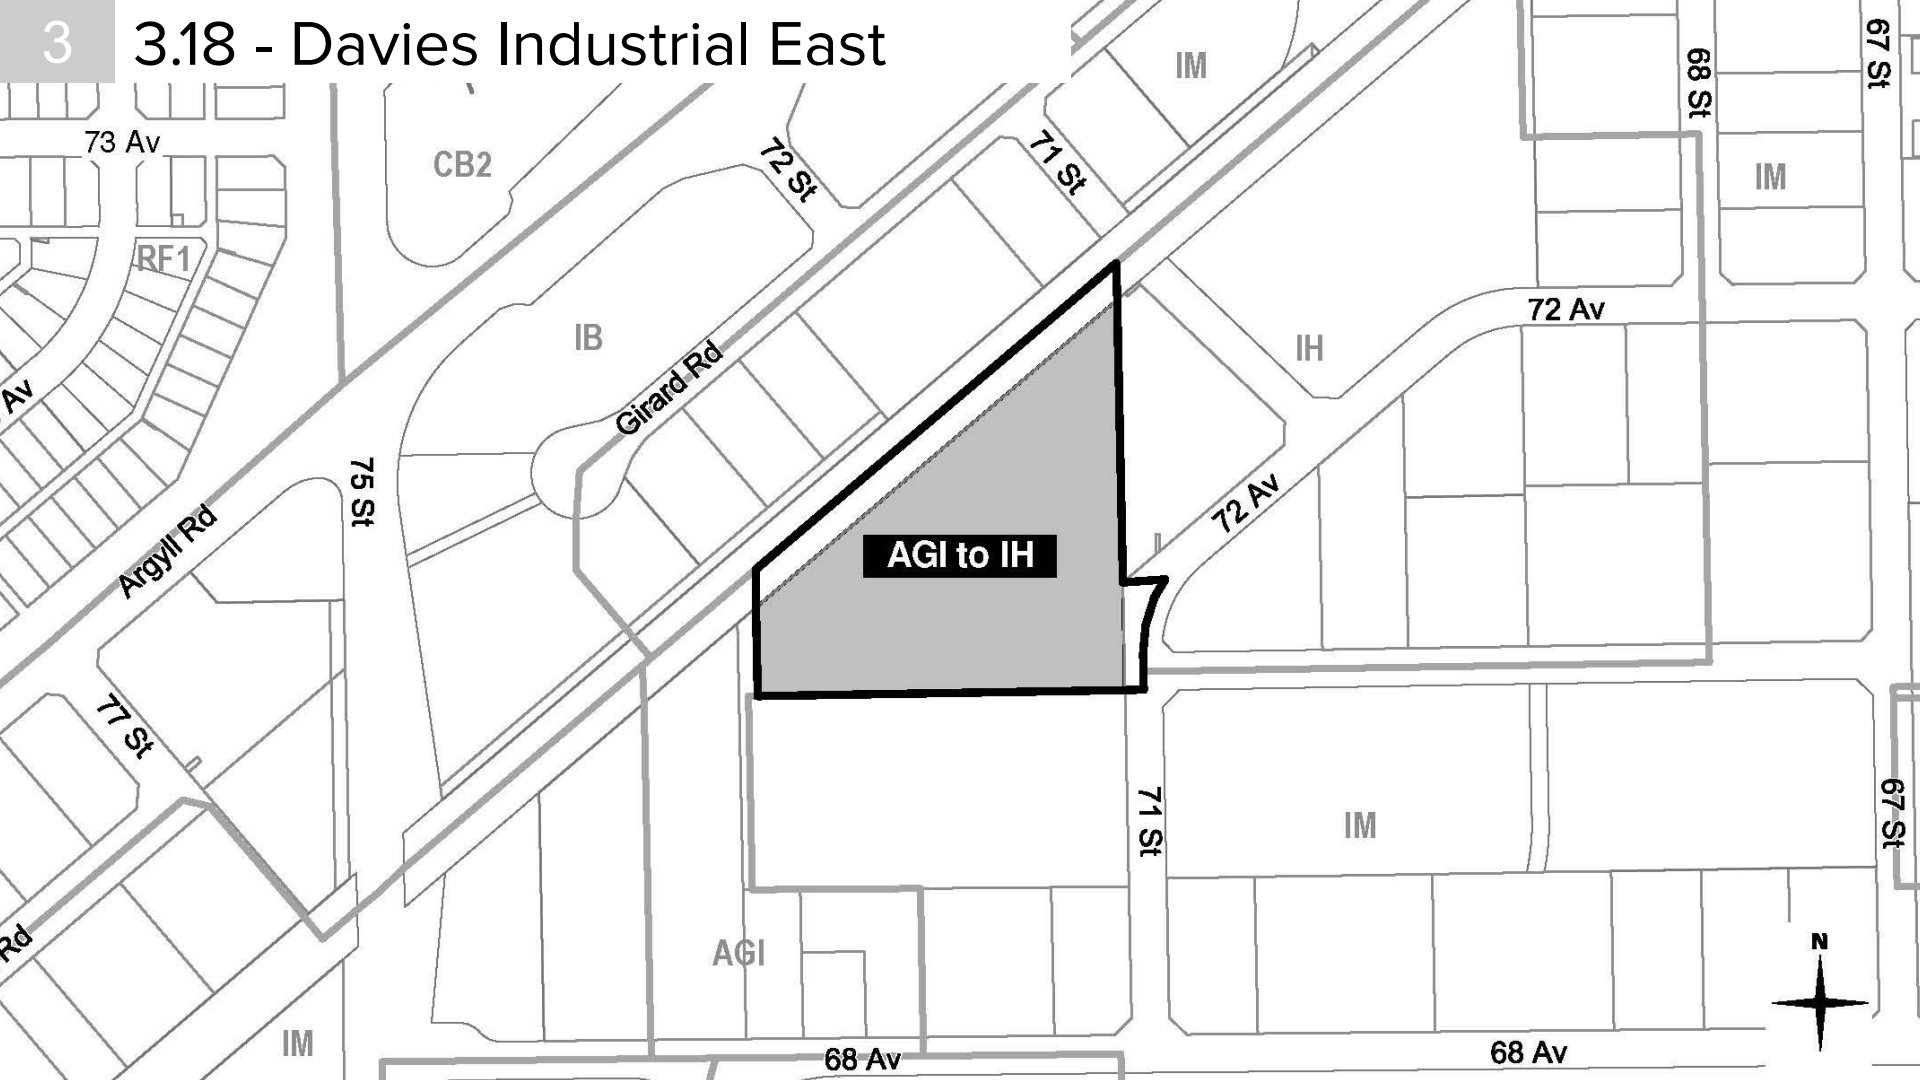 3
3.18 - Davies Industrial East
67 St
IM
68 St
73 Av
CB2
72 St
71 St
IM
RF1
72 Av
IB
IH
Girard Rd
Av
75 St
72 Av
Argyll Rd
AGI to IH
77 St
71 St
IM
67 St
Rd
AGI
N
IM
68 Av
68 Av